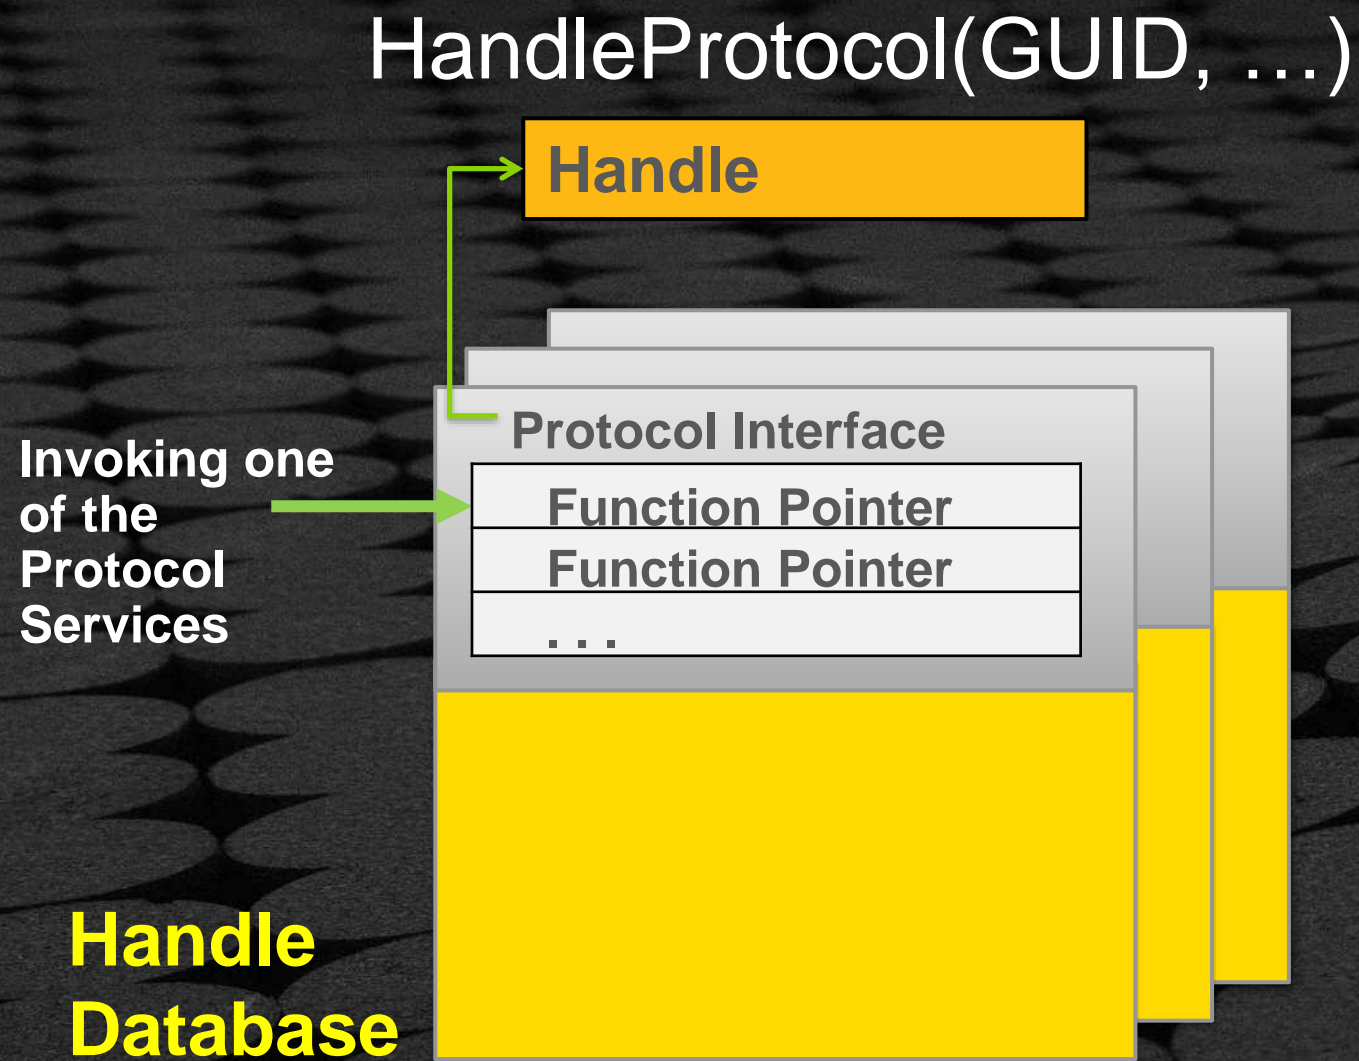 HandleProtocol(GUID, …)
Handle
Protocol Interface
Invoking one
of the
Protocol
Services
Function Pointer
Function Pointer
. . .
Handle
Database